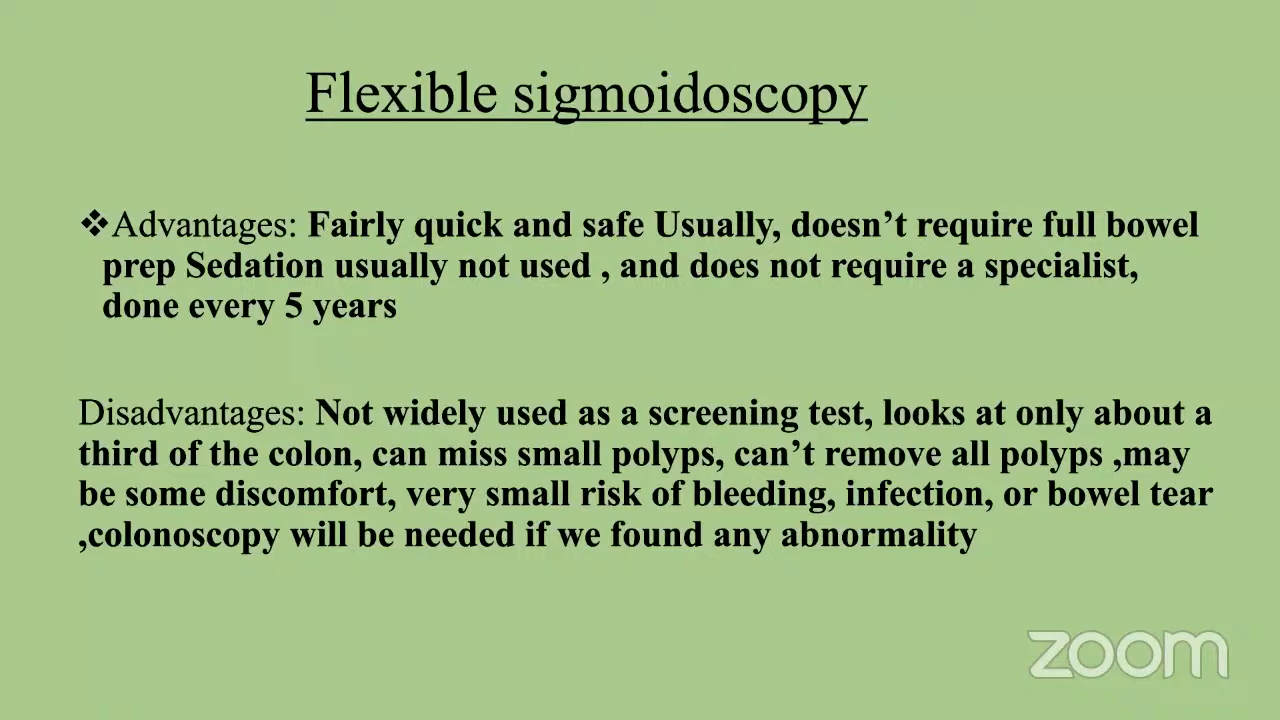 Flexible sigmoidoscopy
❖Advantages: Fairly quick and safe Usually, doesn’t require full bowel
prep Sedation usually not used , and does not require a specialist,
done every 5 years
Disadvantages: Not widely used as a screening test, looks at only about a
third of the colon, can miss small polyps, can’t remove all polyps ,may
be some discomfort, very small risk of bleeding, infection, or bowel tear
,colonoscopy will be needed if we found any abnormality
zoom